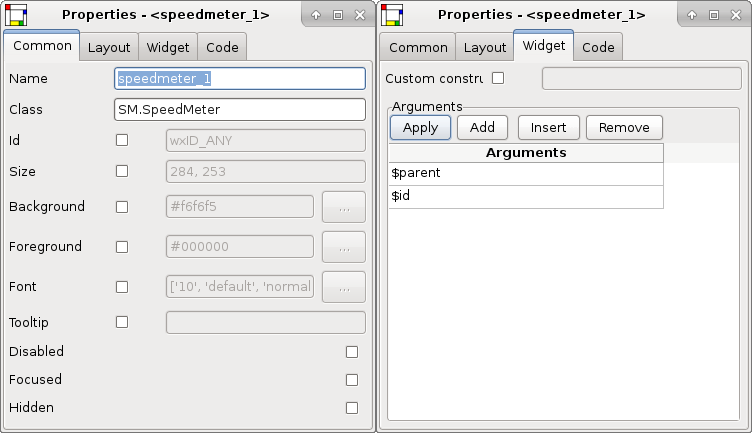 Properties - <speedmeter_1>
Common Layout Widget Code
Name speedmeter_1
Class SM.SpeedMeter
Id wxID_ANY
Size 284, 253
Background #f6f6f5 ...
Foreground #000000 ...
Font ['10', 'default', 'normal ...
Tooltip
Disabled
Focused
Hidden
Properties - <speedmeter_1>
Common Layout Widget Code
Custom constru
Arguments
Apply Add Insert Remove
Arguments
$parent
$id